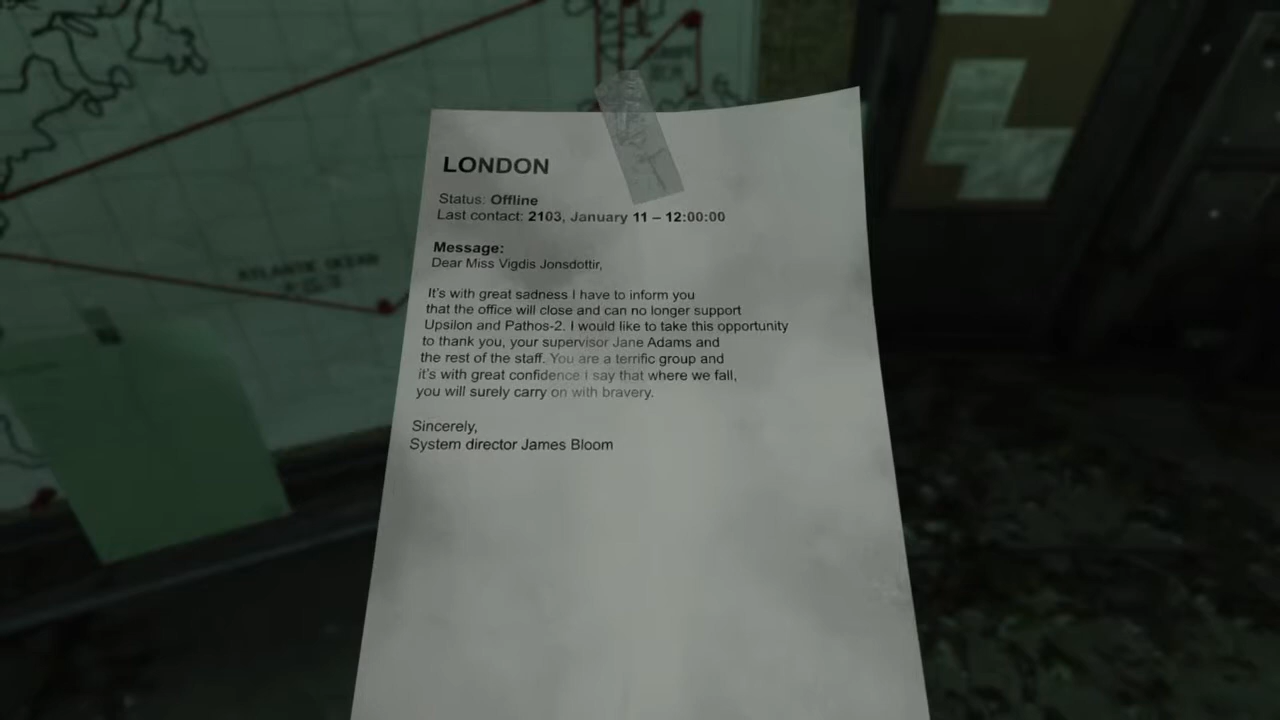 LONDON
Status: Offline
Last contact: 2103, January 11 – 12:00:00
Message:
Dear Miss Vigdis Jonsdottir,
It's with great sadness I have to inform you
that the office will close and can no longer support
Upsilon and Pathos-2. I would like to take this opportunity
to thank you, your supervisor Jane Adams and
the rest of the staff. You are a terrific group and
it's with great confidence I say that where we fall,
you will surely carry on with bravery.
Sincerely,
System director James Bloom
ATLANTIC OCEAN